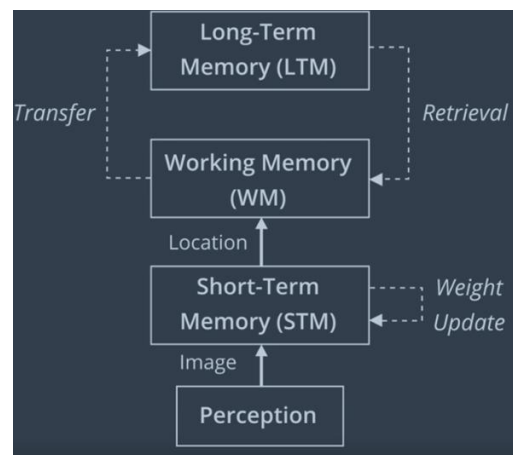 Long-Term
Memory (LTM)
Transfer
Retrieval
Working Memory
(WM)
Location
Short-Term
Memory (STM)
Weight
Update
Image
Perception